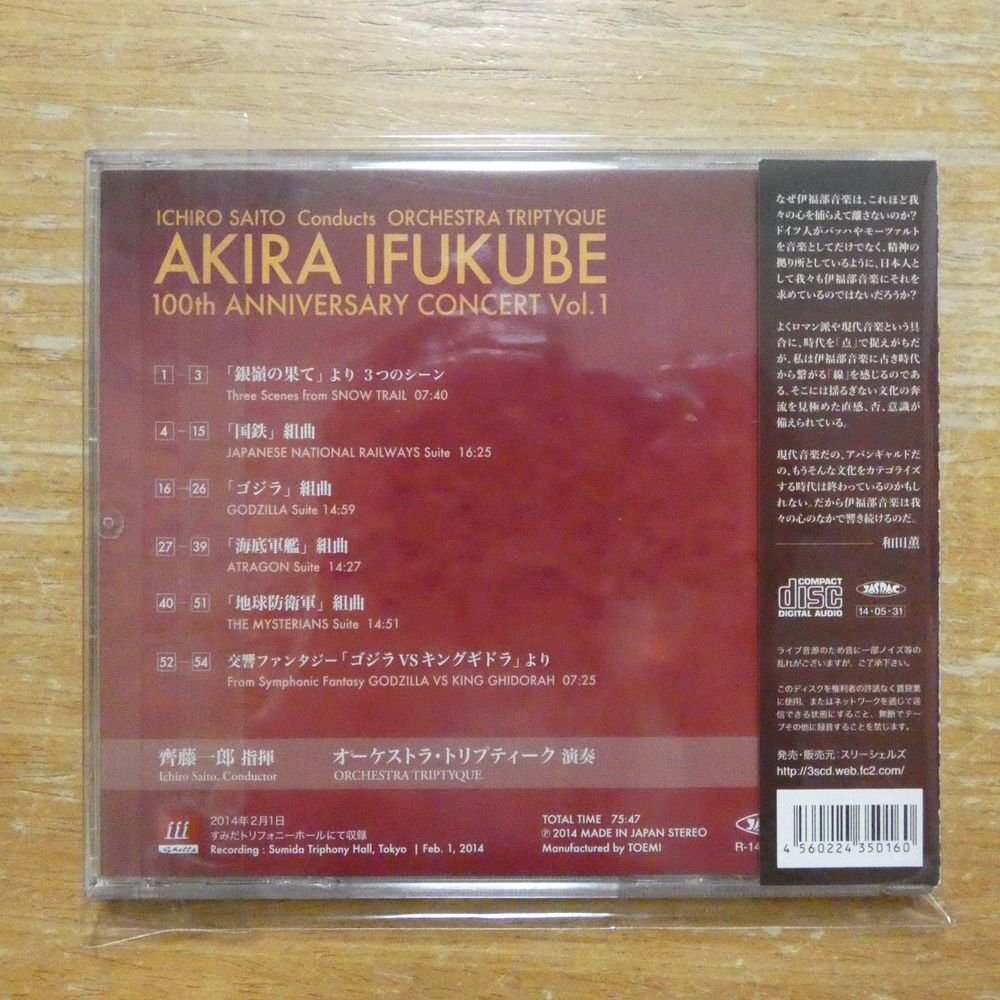 ICHIRO SAITO Conducts ORCHESTRA TRIPTYQUE
AKIRA IFUKUBE
100th ANNIVERSARY CONCERT Vol.1
1 - 3 「銀嶺の果て」より 3つのシーン
Three Scenes from SNOW TRAIL 07:40
4 - 15 「国鉄」組曲
JAPANESE NATIONAL RAILWAYS Suite 16:25
16 - 26 「ゴジラ」組曲
GODZILLA Suite 14:59
27 - 39 「海底軍艦」組曲
ATRAGON Suite 14:27
40 - 51 「地球防衛軍」組曲
THE MYSTERIANS Suite 14:51
52 - 54 交響ファンタジー「ゴジラVSキングギドラ」より
From Symphonic Fantasy GODZILLA VS KING GHIDORAH 07:25
齊藤一郎 指揮 オーケストラ・トリプティーク 演奏
Ichiro Saito, Conductor ORCHESTRA TRIPTYQUE
iii
Shells
2014年2月1日
すみだトリフォニーホールにて収録
Recording : Sumida Triphony Hall, Tokyo | Feb. 1, 2014
TOTAL TIME 75:47
Ⓟ 2014 MADE IN JAPAN STEREO
Manufactured by TOEMI
R-14
なぜ伊福部音楽は、これほど我
々の心を捕らえて離さないのか?
ドイツ人がバッハやモーツァルト
を音楽としてだけでなく、精神の
拠り所としているように、日本人と
して我々も伊福部音楽にそれを
求めているのではないだろうか?
よくロマン派や現代音楽という具
合に、時代を「点」で捉えがちだ
が、私は伊福部音楽に古き時代
から繋がる「線」を感じるのであ
る。そこには揺るぎない文化の奔
流を見極めた直感、否、意識が
備えられている。
現代音楽だの、アバンギャルドだ
の、もうそんな文化をカテゴライズ
する時代は終わっているのかもし
れない。だから伊福部音楽は我
々の心のなかで響き続けるのだ。
和田薫
COMPACT
disc
DIGITAL AUDIO
JASRAC
14・05・31
ライブ音源のため音に一部ノイズ等の
乱れがございますが、ご了承下さい。
このディスクを権利者の許諾なく賃貸業
に使用、またはネットワークを通じて送
信できる状態にすること、無断でテー
プその他に録音することを禁じます。
発売・販売元：スリーシェルズ
http://3scd.web.fc2.com/
4 560224 350160